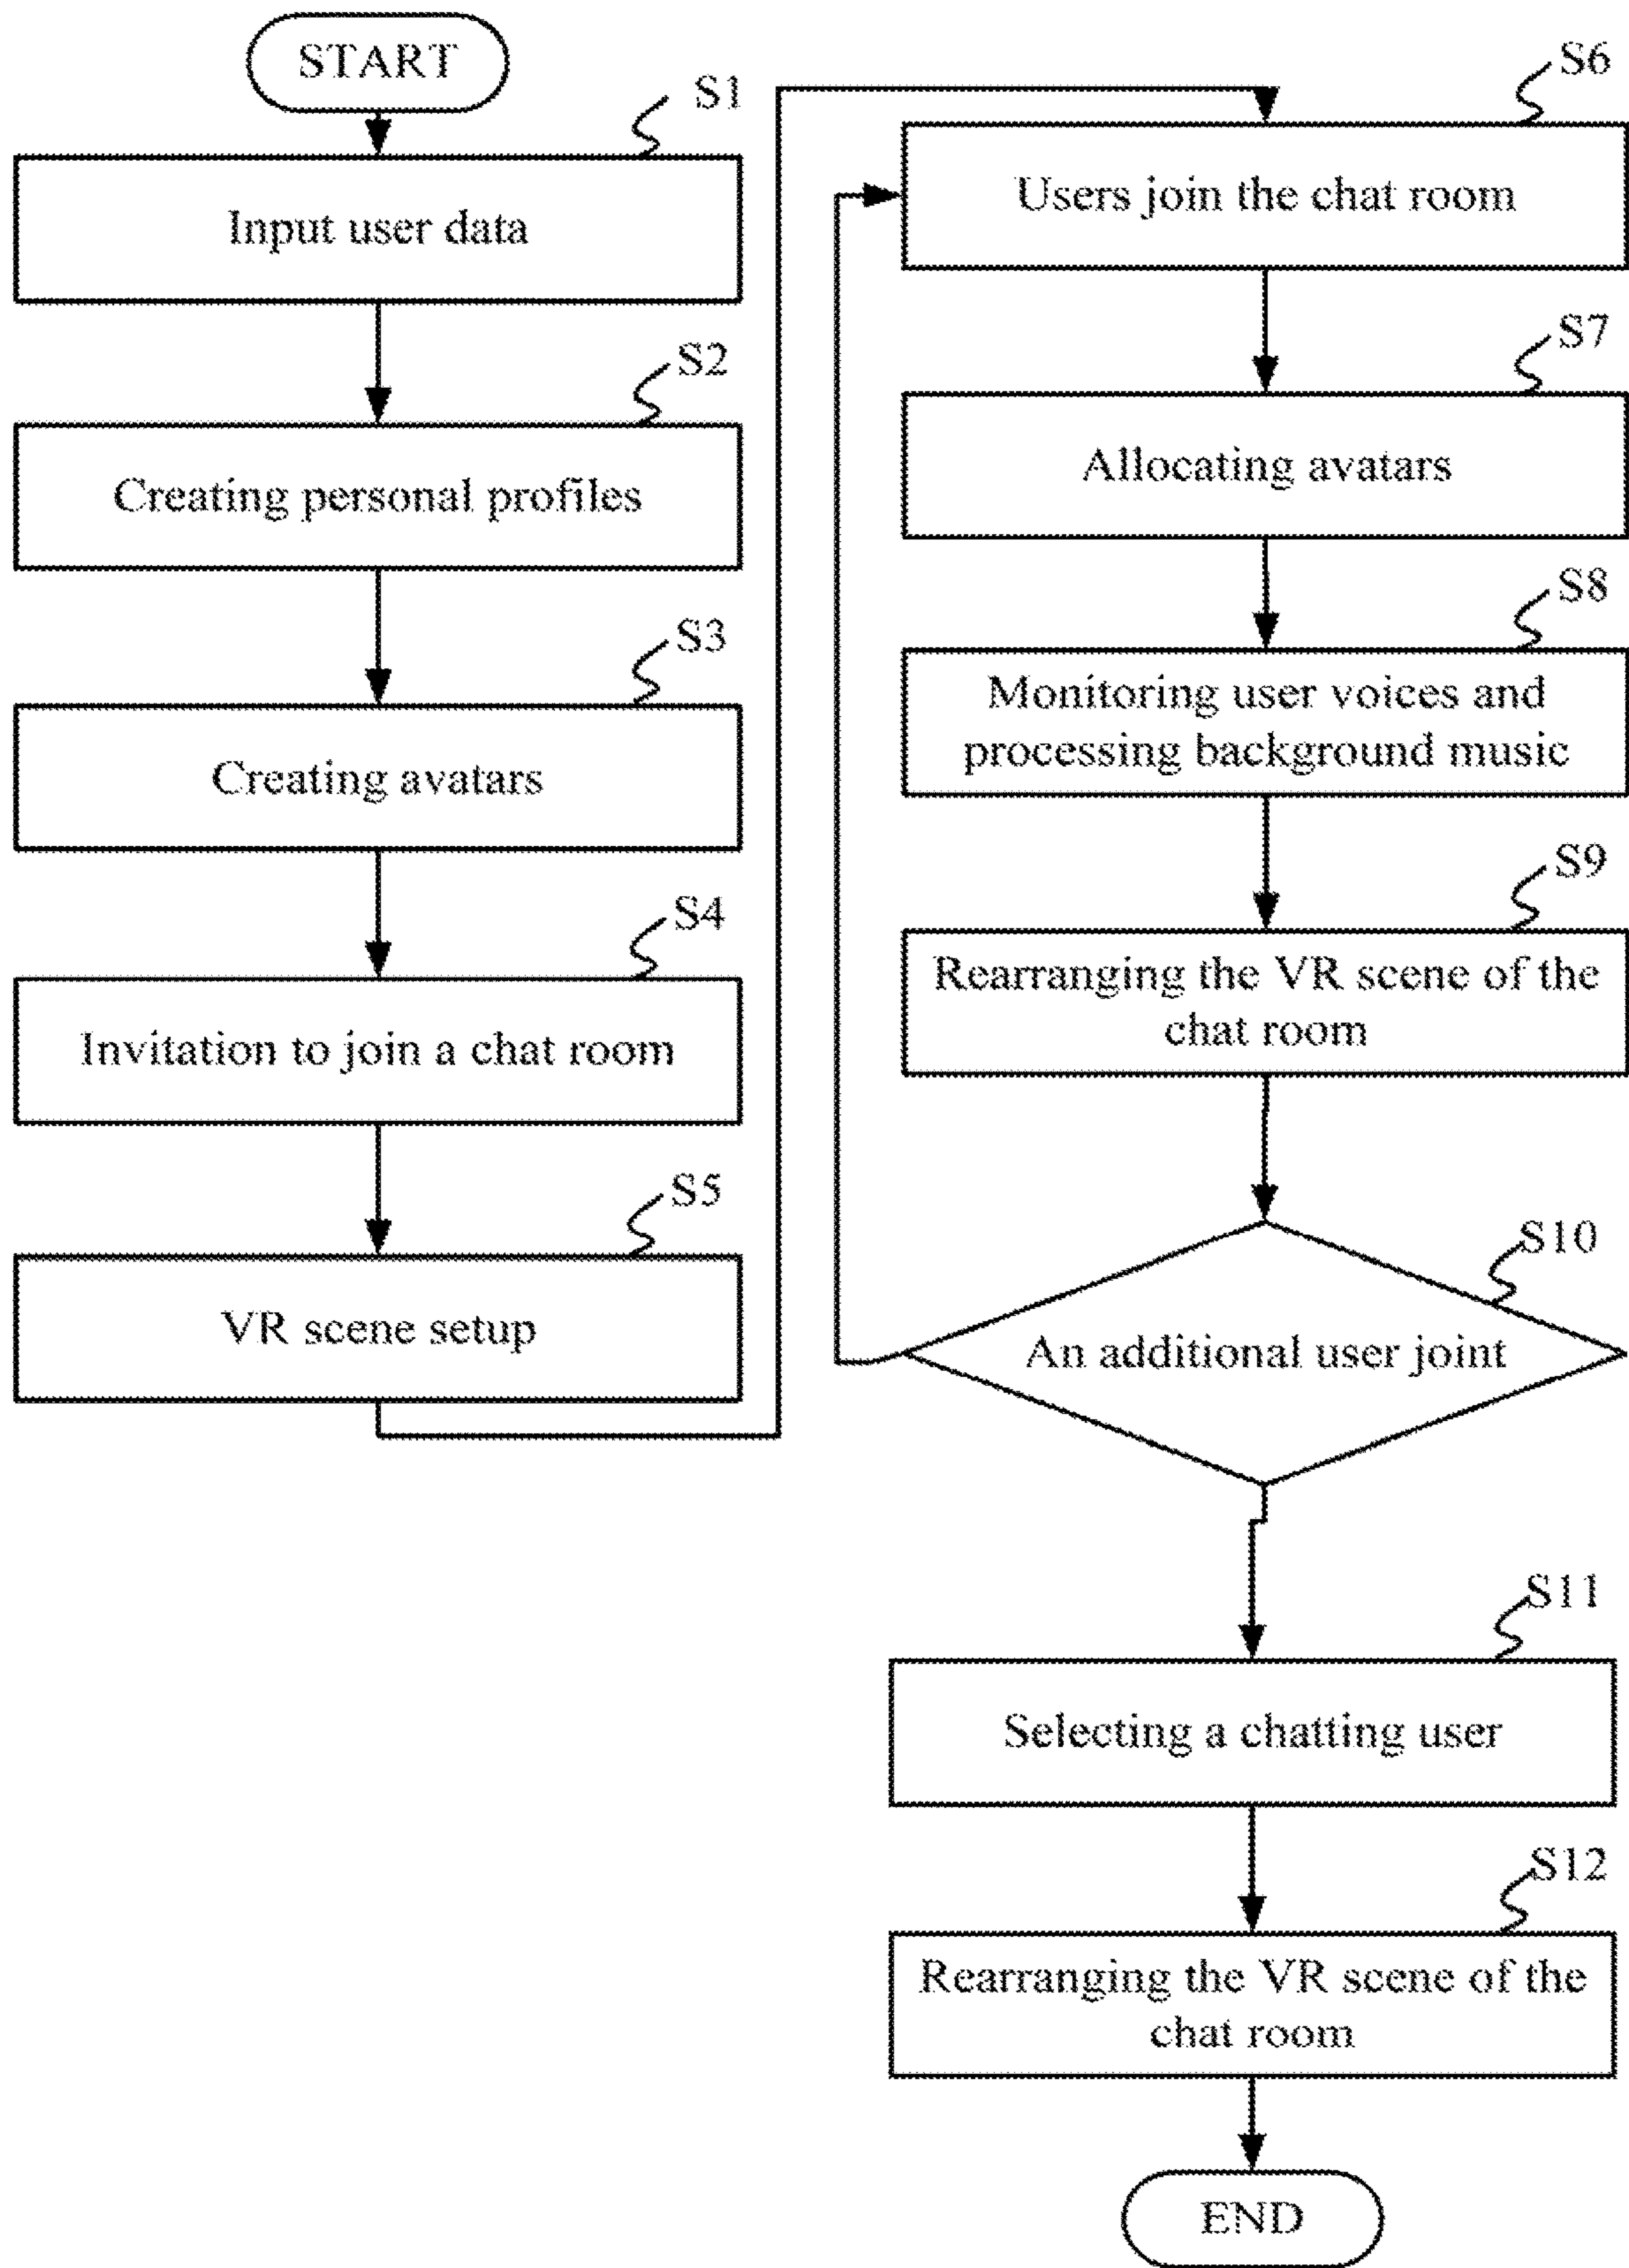 START
S1
Input user data
S2
Creating personal profiles
S3
Creating avatars
S4
Invitation to join a chat room
S5
VR scene setup
S6
Users join the chat room
S7
Allocating avatars
S8
Monitoring user voices and
processing background music
S9
Rearranging the VR scene of the
chat room
S10
An additional user joint
S11
Selecting a chatting user
S12
Rearranging the VR scene of the
chat room
END